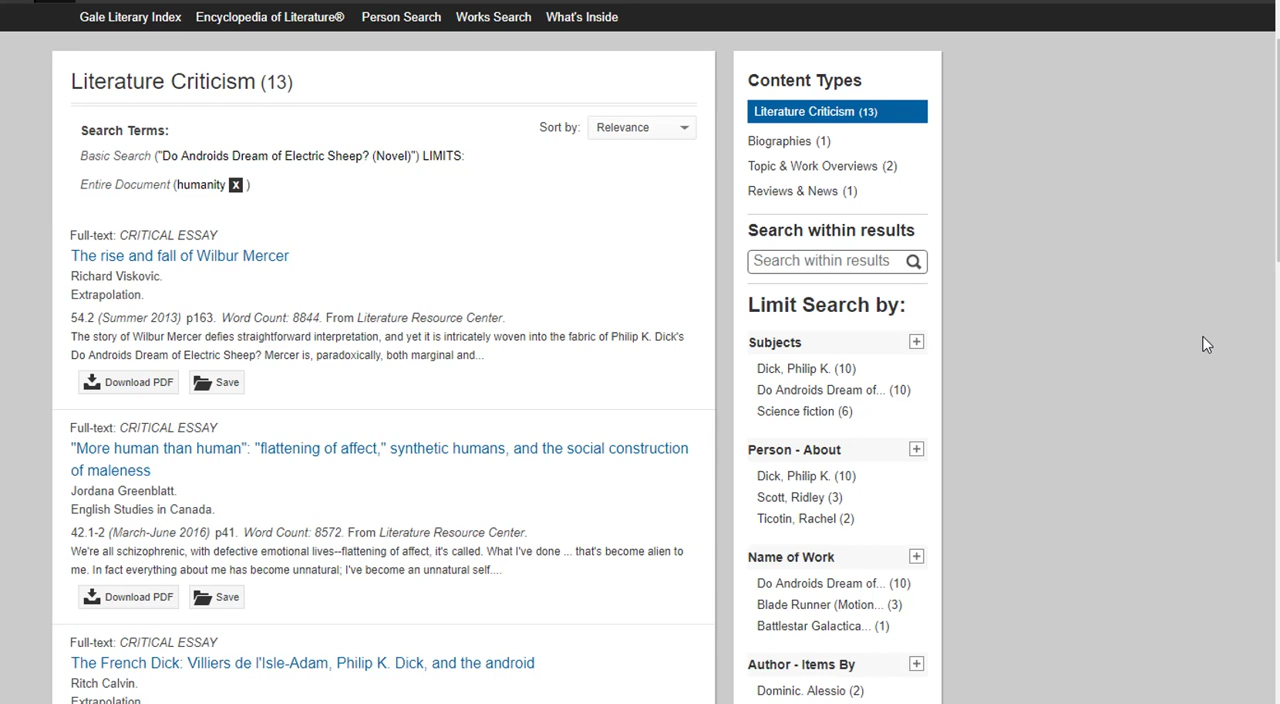 Gale Literary Index Encyclopedia of Literature® Person Search Works Search What's Inside
Literature Criticism (13)
Search Terms:
Sort by: Relevance
Basic Search ("Do Androids Dream of Electric Sheep? (Novel)") LIMITS:
Entire Document (humanity x )
Full-text: CRITICAL ESSAY
The rise and fall of Wilbur Mercer
Richard Viskovic.
Extrapolation.
54.2 (Summer 2013) p163. Word Count: 8844. From Literature Resource Center.
The story of Wilbur Mercer defies straightforward interpretation, and yet it is intricately woven into the fabric of Philip K. Dick's
Do Androids Dream of Electric Sheep? Mercer is, paradoxically, both marginal and...
Download PDF Save
Full-text: CRITICAL ESSAY
"More human than human": "flattening of affect," synthetic humans, and the social construction
of maleness
Jordana Greenblatt.
English Studies in Canada.
42.1-2 (March-June 2016) p41. Word Count: 8572. From Literature Resource Center.
We're all schizophrenic, with defective emotional lives--flattening of affect, it's called. What I've done ... that's become alien to
me. In fact everything about me has become unnatural; I've become an unnatural self....
Download PDF Save
Full-text: CRITICAL ESSAY
The French Dick: Villiers de l'Isle-Adam, Philip K. Dick, and the android
Ritch Calvin.
Extrapolation.
Content Types
Literature Criticism (13)
Biographies (1)
Topic & Work Overviews (2)
Reviews & News (1)
Search within results
Search within results
Limit Search by:
Subjects +
Dick, Philip K. (10)
Do Androids Dream of... (10)
Science fiction (6)
Person - About +
Dick, Philip K. (10)
Scott, Ridley (3)
Ticotin, Rachel (2)
Name of Work +
Do Androids Dream of... (10)
Blade Runner (Motion... (3)
Battlestar Galactica... (1)
Author - Items By +
Dominic. Alessio (2)